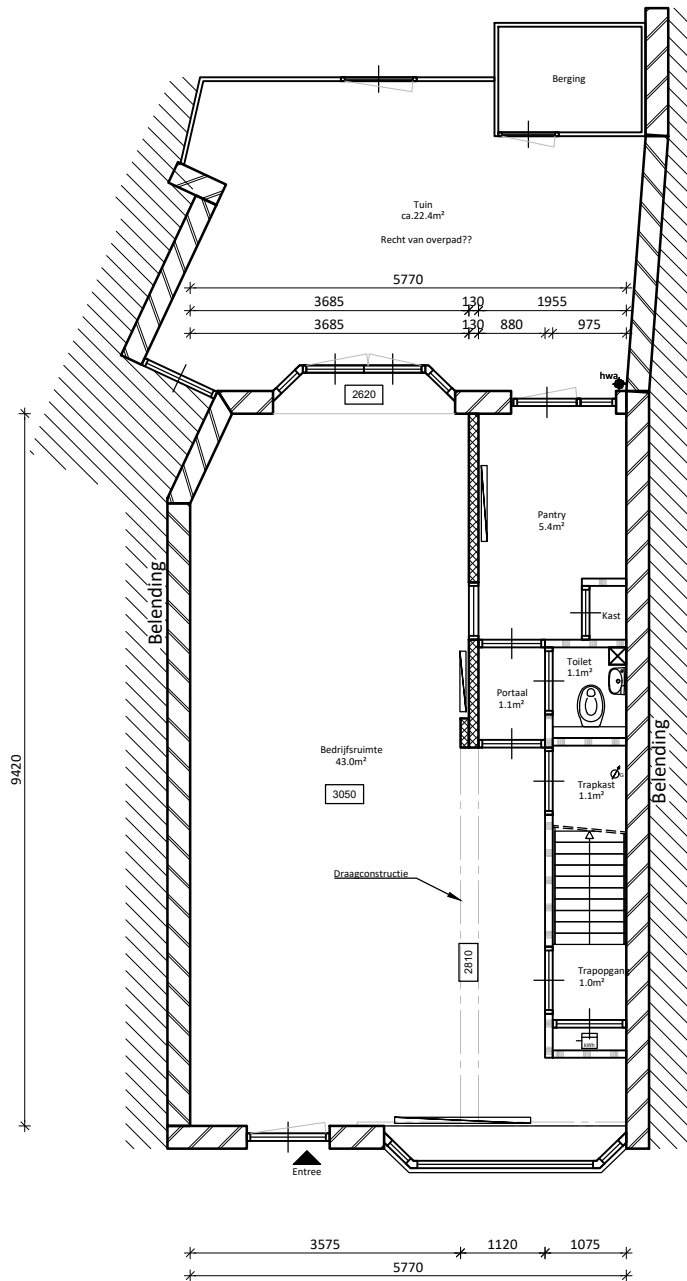 Berging
Tuin
ca.22.4m²
Recht van overpad??
5770
3685 130 1955
3685 130 880 975
hwa
2620
Pantry
5.4m²
Belending
Kast
Toilet
1.1m²
Portaal
1.1m²
Belending
Bedrijfsruimte
43.0m²
3050
Trapkast
1.1m²
G
9420
Draagconstructie
2810
Trapopgang
1.0m²
kWh
Entree
3575 1120 1075
5770